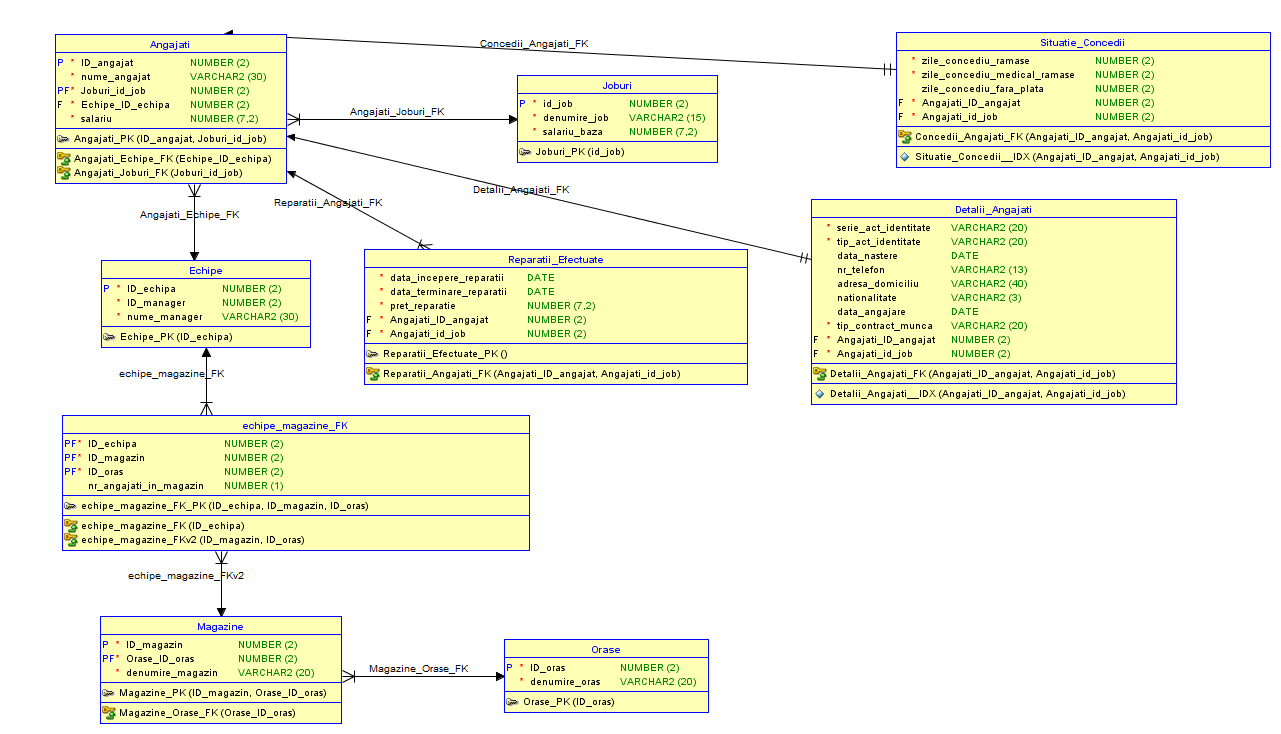 Angajati
P * ID_angajat NUMBER (2)
* nume_angajat VARCHAR2 (30)
PF* Joburi_id_job NUMBER (2)
F * Echipe_ID_echipa NUMBER (2)
* salariu NUMBER (7,2)
Angajati_PK (ID_angajat, Joburi_id_job)
Angajati_Echipe_FK (Echipe_ID_echipa)
Angajati_Joburi_FK (Joburi_id_job)
Concedii_Angajati_FK
Situatie_Concedii
* zile_concediu_ramase NUMBER (2)
* zile_concediu_medical_ramase NUMBER (2)
zile_concediu_fara_plata NUMBER (2)
F * Angajati_ID_angajat NUMBER (2)
F * Angajati_id_job NUMBER (2)
Concedii_Angajati_FK (Angajati_ID_angajat, Angajati_id_job)
Situatie_Concedii__IDX (Angajati_ID_angajat, Angajati_id_job)
Angajati_Joburi_FK
Joburi
P * id_job NUMBER (2)
* denumire_job VARCHAR2 (15)
* salariu_baza NUMBER (7,2)
Joburi_PK (id_job)
Detalii_Angajati_FK
Reparatii_Angajati_FK
Angajati_Echipe_FK
Detalii_Angajati
* serie_act_identitate VARCHAR2 (20)
* tip_act_identitate VARCHAR2 (20)
data_nastere DATE
nr_telefon VARCHAR2 (13)
adresa_domiciliu VARCHAR2 (40)
nationalitate VARCHAR2 (3)
data_angajare DATE
* tip_contract_munca VARCHAR2 (20)
F * Angajati_ID_angajat NUMBER (2)
F * Angajati_id_job NUMBER (2)
Detalii_Angajati_FK (Angajati_ID_angajat, Angajati_id_job)
Detalii_Angajati__IDX (Angajati_ID_angajat, Angajati_id_job)
Reparatii_Efectuate
* data_incepere_reparatii DATE
* data_terminare_reparatii DATE
* pret_reparatie NUMBER (7,2)
F * Angajati_ID_angajat NUMBER (2)
F * Angajati_id_job NUMBER (2)
Reparatii_Efectuate_PK ()
Reparatii_Angajati_FK (Angajati_ID_angajat, Angajati_id_job)
Echipe
P * ID_echipa NUMBER (2)
* ID_manager NUMBER (2)
* nume_manager VARCHAR2 (30)
Echipe_PK (ID_echipa)
echipe_magazine_FK
echipe_magazine_FK
PF* ID_echipa NUMBER (2)
PF* ID_magazin NUMBER (2)
PF* ID_oras NUMBER (2)
nr_angajati_in_magazin NUMBER (1)
echipe_magazine_FK_PK (ID_echipa, ID_magazin, ID_oras)
echipe_magazine_FK (ID_echipa)
echipe_magazine_FKv2 (ID_magazin, ID_oras)
echipe_magazine_FKv2
Magazine
P * ID_magazin NUMBER (2)
PF* Orase_ID_oras NUMBER (2)
* denumire_magazin VARCHAR2 (20)
Magazine_PK (ID_magazin, Orase_ID_oras)
Magazine_Orase_FK (Orase_ID_oras)
Magazine_Orase_FK
Orase
P * ID_oras NUMBER (2)
* denumire_oras VARCHAR2 (20)
Orase_PK (ID_oras)